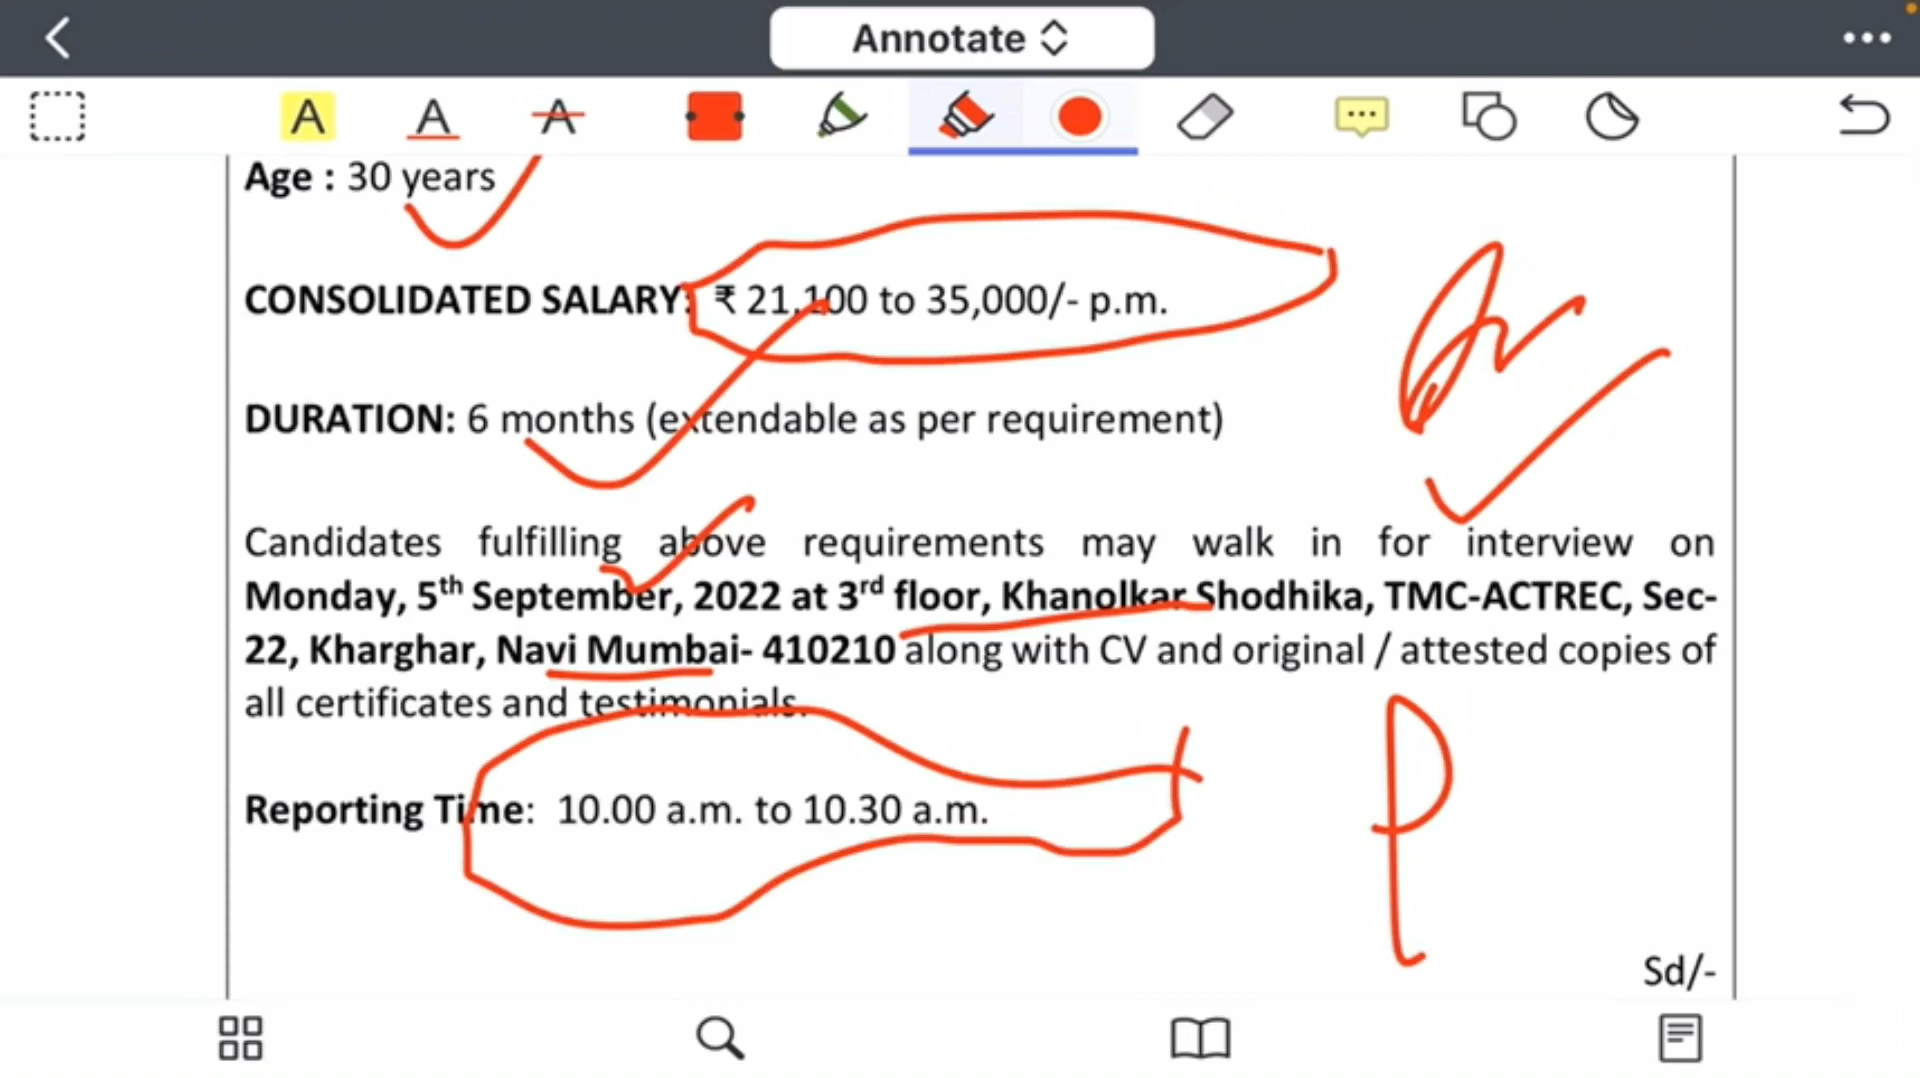 Annotate
A A A
Age : 30 years
CONSOLIDATED SALARY: ₹ 21,100 to 35,000/- p.m.
DURATION: 6 months (extendable as per requirement)
Candidates fulfilling above requirements may walk in for interview on
Monday, 5th September, 2022 at 3rd floor, Khanolkar Shodhika, TMC-ACTREC, Sec-
22, Kharghar, Navi Mumbai- 410210 along with CV and original / attested copies of
all certificates and testimonials.
Reporting Time: 10.00 a.m. to 10.30 a.m.
P
Sd/-